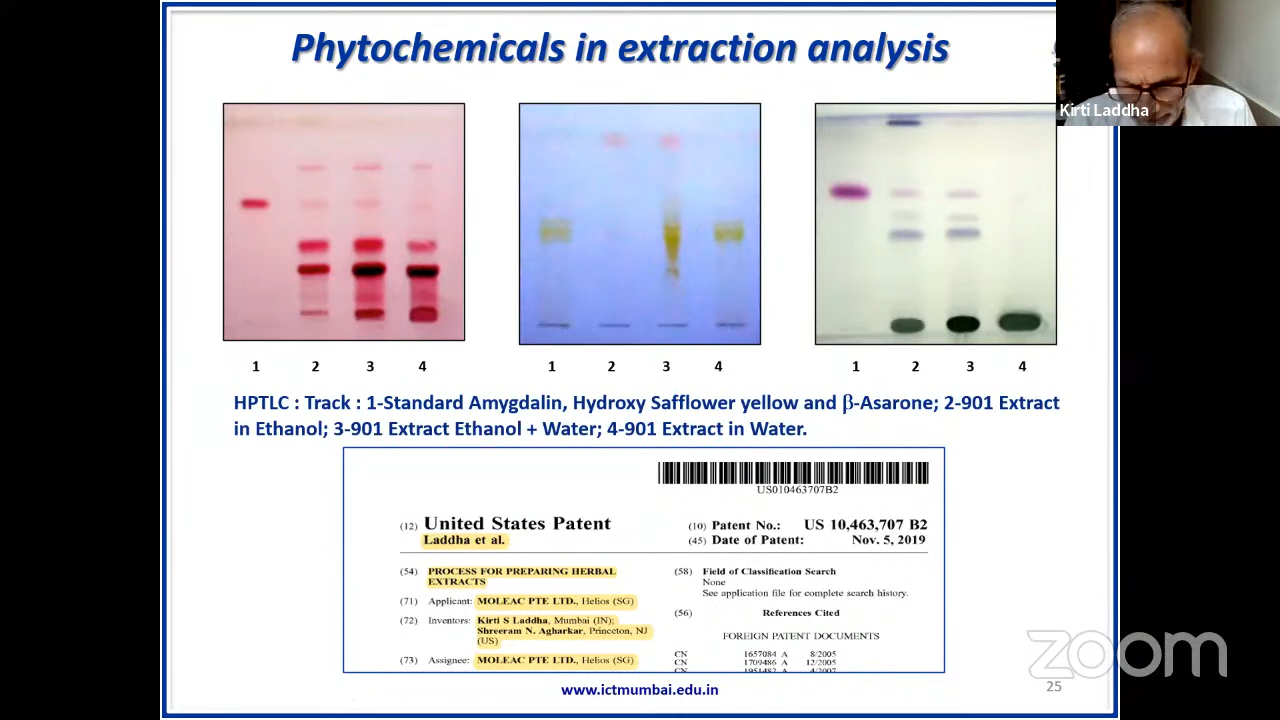 Phytochemicals in extraction analysis
Kirti Laddha
1 2 3 4
1 2 3 4
1 2 3 4
HPTLC : Track : 1-Standard Amygdalin, Hydroxy Safflower yellow and β-Asarone; 2-901 Extract
in Ethanol; 3-901 Extract Ethanol + Water; 4-901 Extract in Water.
US010463707B2
(12) United States Patent
Laddha et al.
(10) Patent No.: US 10,463,707 B2
(45) Date of Patent: Nov. 5, 2019
(54) PROCESS FOR PREPARING HERBAL
EXTRACTS
(71) Applicant: MOLEAC PTE LTD., Helios (SG)
(72) Inventors: Kirti S Laddha, Mumbai (IN);
Shreeram N. Agharkar, Princeton, NJ
(US)
(73) Assignee: MOLEAC PTE LTD., Helios (SG)
(58) Field of Classification Search
None
See application file for complete search history.
(56) References Cited
FOREIGN PATENT DOCUMENTS
CN 1657084 A 8/2005
CN 1709486 A 12/2005
www.ictmumbai.edu.in
zoom
25